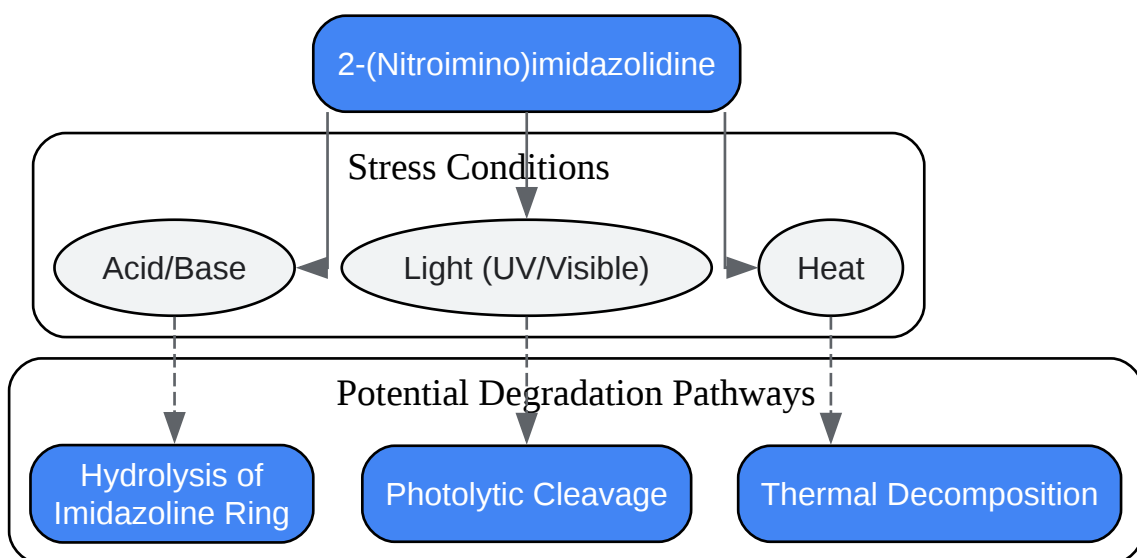 2-(Nitroimino)imidazolidine
Stress Conditions
Acid/Base
Light (UV/Visible)
Heat
Potential Degradation Pathways
Hydrolysis of
Imidazoline Ring
Photolytic Cleavage
Thermal Decomposition